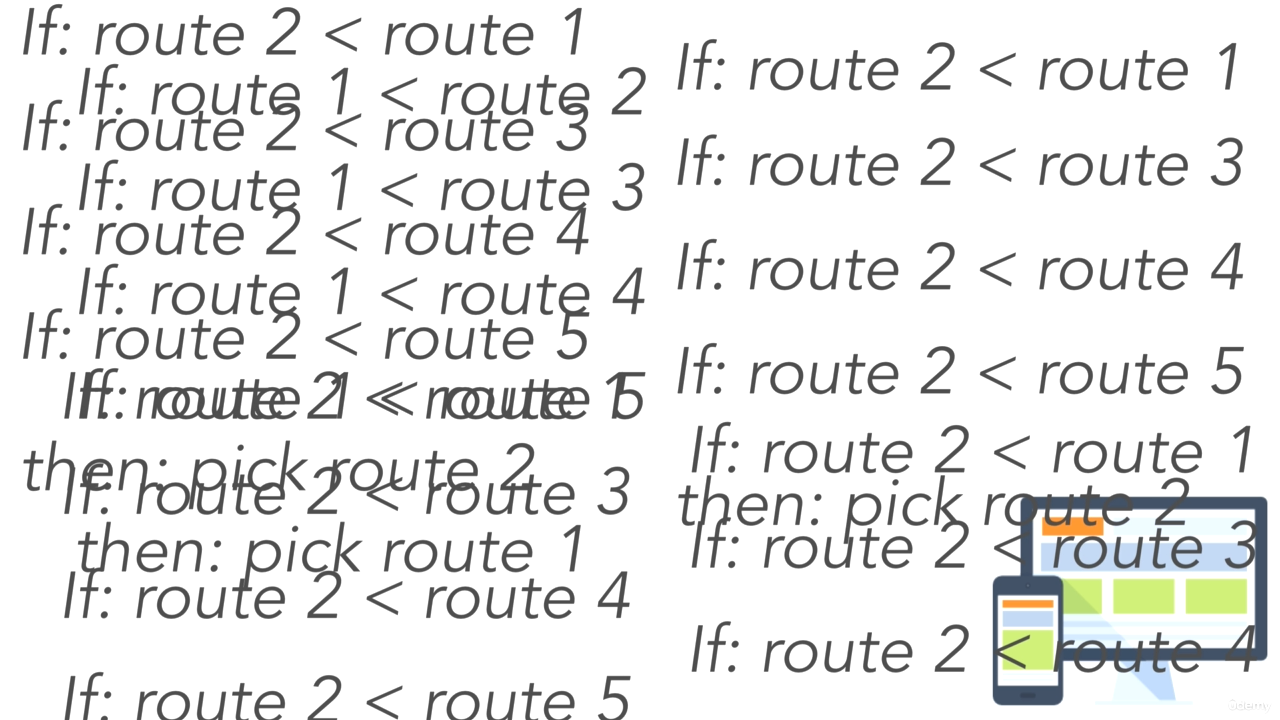 If: route 2 < route 1
If: route 1 < route 2
If: route 2 < route 3
If: route 1 < route 3
If: route 2 < route 4
If: route 1 < route 4
If: route 2 < route 5
If: route 1 < route 5
If: route 2 < route 1
then: pick route 2
If: route 2 < route 3
then: pick route 1
If: route 2 < route 4
If: route 2 < route 5
If: route 2 < route 1
If: route 2 < route 3
If: route 2 < route 4
If: route 2 < route 5
If: route 2 < route 1
then: pick route 2
If: route 2 < route 3
If: route 2 < route 4
udemy